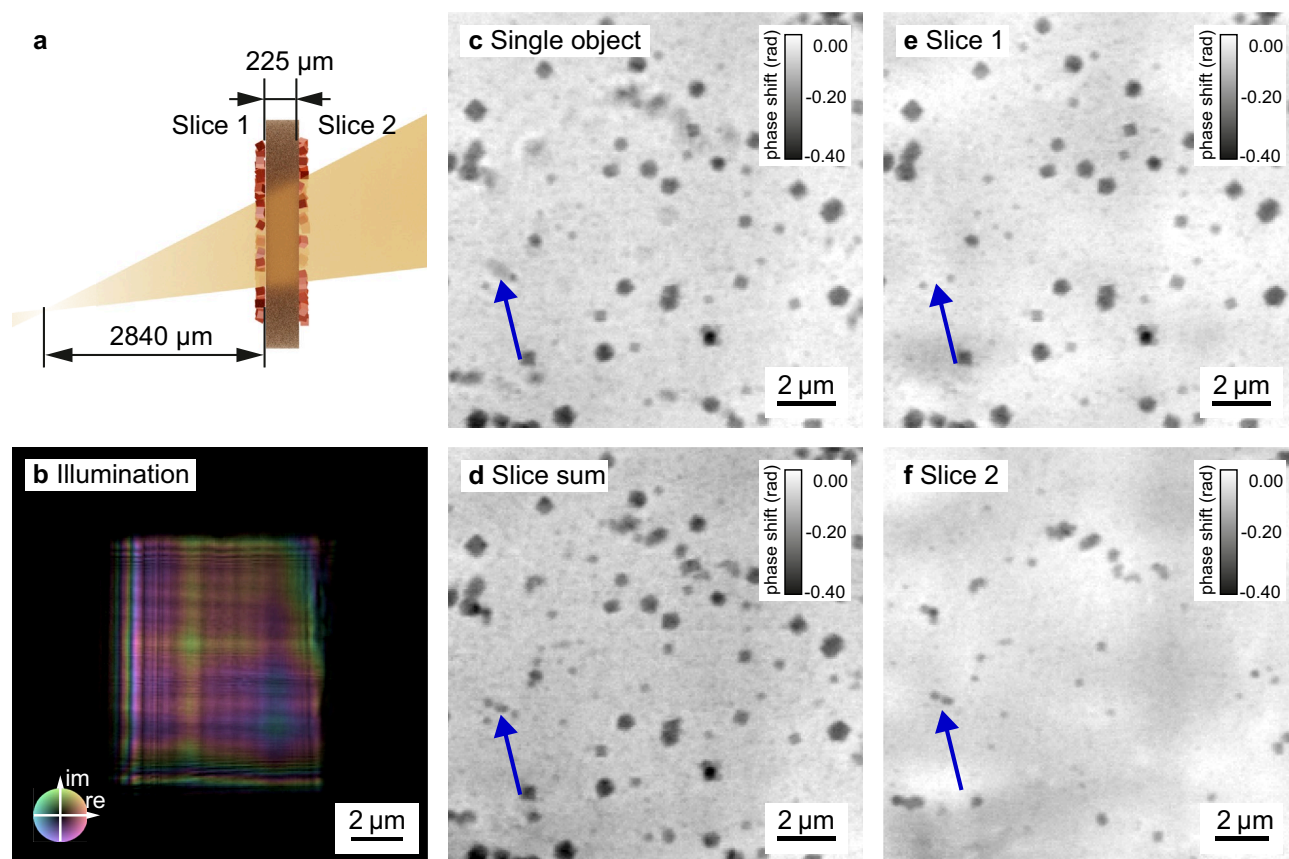 a
225 μm
Slice 1
Slice 2
2840 μm
b Illumination
im
re
2 μm
c Single object
phase shift (rad)
0.00
-0.20
-0.40
2 μm
d Slice sum
phase shift (rad)
0.00
-0.20
-0.40
2 μm
e Slice 1
phase shift (rad)
0.00
-0.20
-0.40
2 μm
f Slice 2
phase shift (rad)
0.00
-0.20
-0.40
2 μm